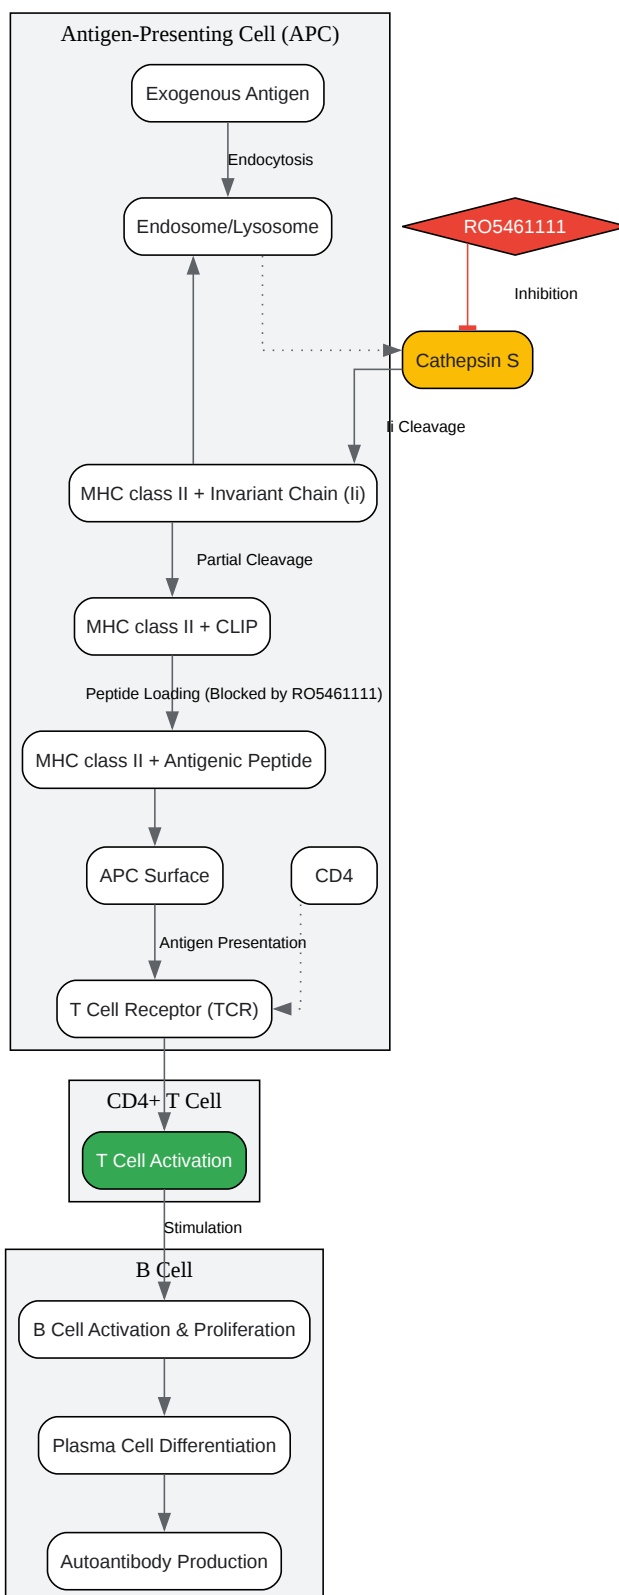 Antigen-Presenting Cell (APC)
Exogenous Antigen
Endocytosis
Endosome/Lysosome
RO5461111
Inhibition
Cathepsin S
Ii Cleavage
MHC class II + Invariant Chain (Ii)
Partial Cleavage
MHC class II + CLIP
Peptide Loading (Blocked by RO5461111)
MHC class II + Antigenic Peptide
APC Surface
CD4
Antigen Presentation
T Cell Receptor (TCR)
CD4+ T Cell
T Cell Activation
Stimulation
B Cell
B Cell Activation & Proliferation
Plasma Cell Differentiation
Autoantibody Production